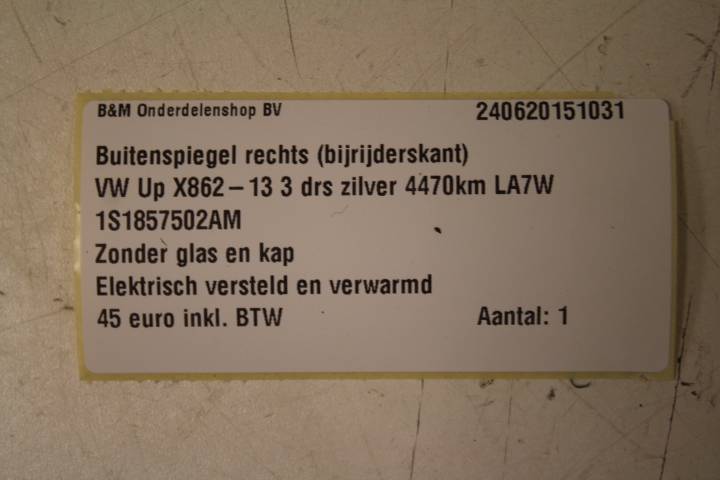 B&M Onderdelenshop BV 240620151031
Buitenspiegel rechts (bijrijderskant)
VW Up X862 – 13 3 drs zilver 4470km LA7W
1S1857502AM
Zonder glas en kap
Elektrisch versteld en verwarmd
45 euro inkl. BTW Aantal: 1